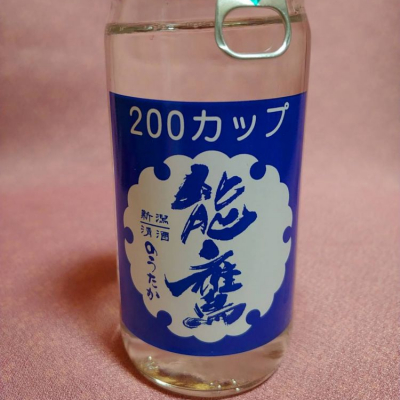 200カップ
能鷹
新潟
清酒
のうたか